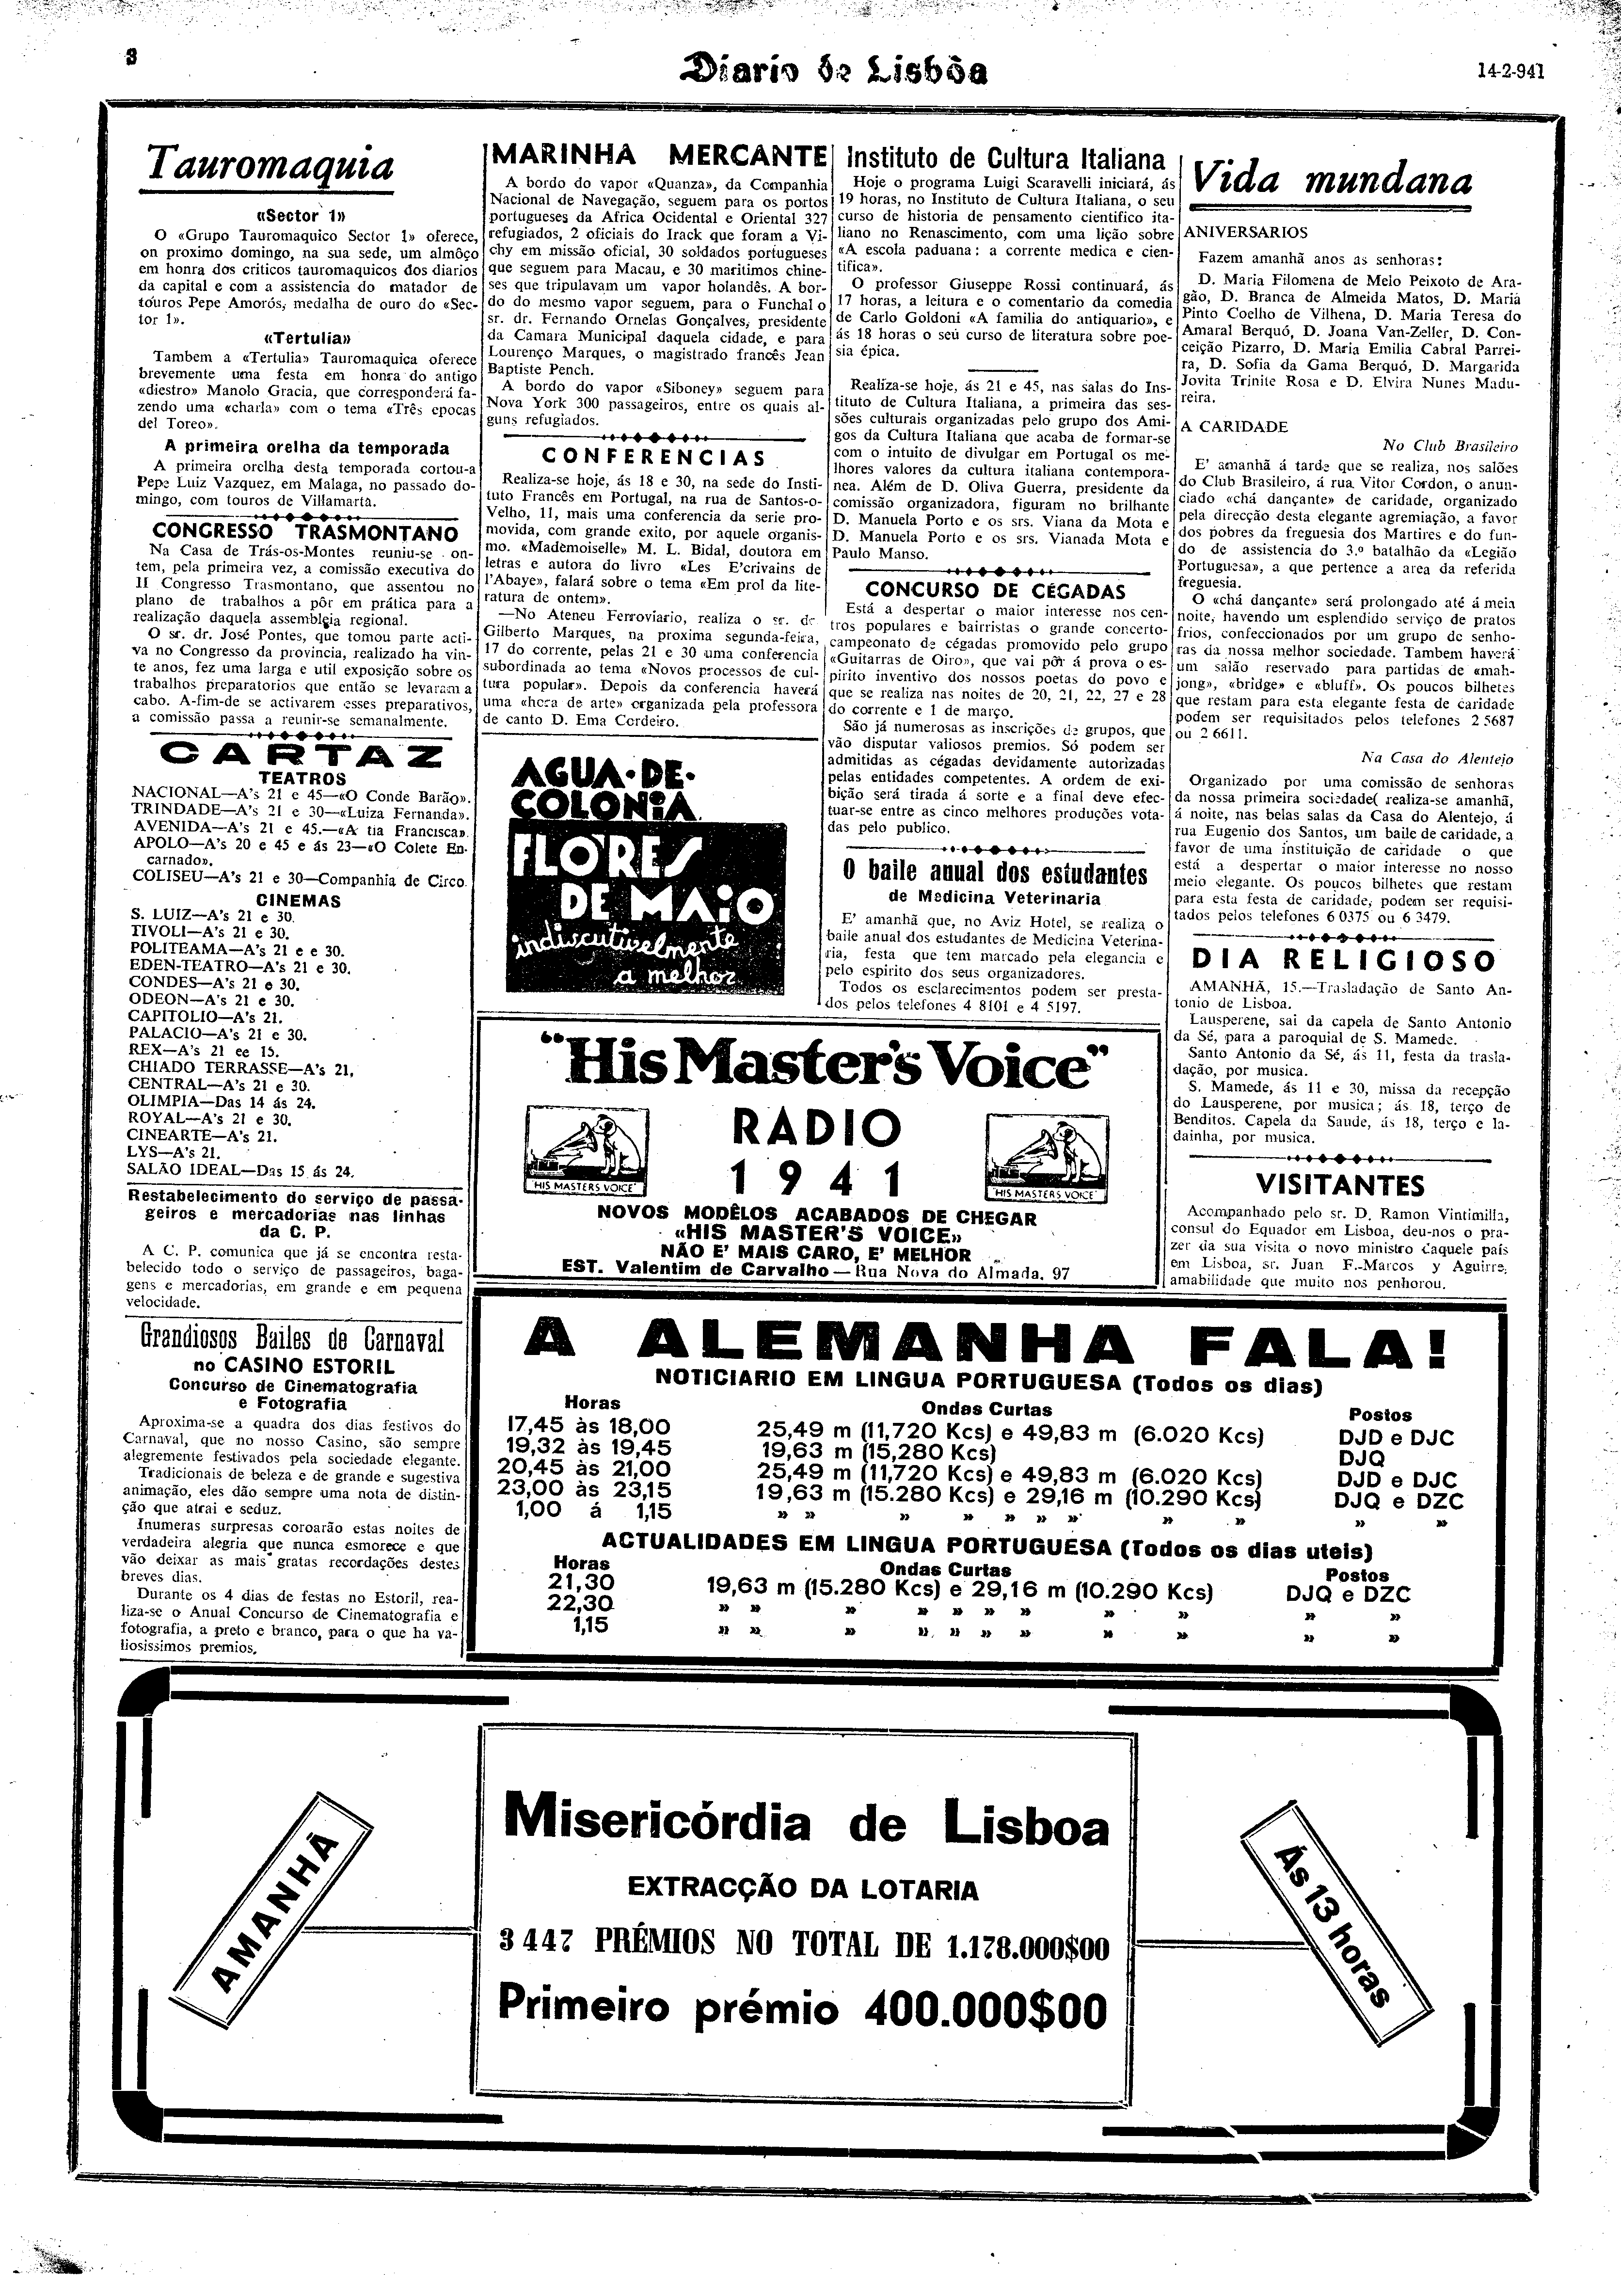 3
Diario de Lisbôa
14-2-941
Tauromaquia
«Sector 1»
O «Grupo Tauromaquico Sector 1» oferece,
on proximo domingo, na sua sede, um almôço
em honra dos criticos tauromaquicos dos diarios
da capital e com a assistencia do matador de
touros Pepe Amorós, medalha de ouro do «Sec-
tor 1».
«Tertulia»
Tambem a «Tertulia» Tauromaquica oferece
brevemente uma festa em honra do antigo
«diestro» Manolo Gracia, que corresponderá fa-
zendo uma «charla» com o tema «Três epocas
del Toreo».
A primeira orelha da temporada
A primeira orelha desta temporada cortou-a
Pepe Luiz Vazquez, em Malaga, no passado do-
mingo, com touros de Villamarta.
CONGRESSO TRASMONTANO
Na Casa de Trás-os-Montes reuniu-se on-
tem, pela primeira vez, a comissão executiva do
II Congresso Trasmontano, que assentou no
plano de trabalhos a pôr em prática para a
realização daquela assembleia regional.
O sr. dr. José Pontes, que tomou parte acti-
va no Congresso da provincia, realizado ha vin-
te anos, fez uma larga e util exposição sobre os
trabalhos preparatorios que então se levaram a
cabo. A-fim-de se activarem esses preparativos,
a comissão passa a reunir-se semanalmente.
CARTAZ
TEATROS
NACIONAL—A's 21 e 45—«O Conde Barão».
TRINDADE—A's 21 e 30—«Luiza Fernanda».
AVENIDA—A's 21 e 45.—«A tia Francisca».
APOLO—A's 20 e 45 e ás 23—«O Colete En-
carnado».
COLISEU—A's 21 e 30—Companhia de Circo.
CINEMAS
S. LUIZ—A's 21 e 30.
TIVOLI—A's 21 e 30.
POLITEAMA—A's 21 e e 30.
EDEN-TEATRO—A's 21 e 30.
CONDES—A's 21 e 30.
ODEON—A's 21 e 30.
CAPITOLIO—A's 21.
PALACIO—A's 21 e 30.
REX—A's 21 ee 15.
CHIADO TERRASSE—A's 21.
CENTRAL—A's 21 e 30.
OLIMPIA—Das 14 ás 24.
ROYAL—A's 21 e 30.
CINEARTE—A's 21.
LYS—A's 21.
SALÃO IDEAL—Das 15 ás 24.
Restabelecimento do serviço de passa-
geiros e mercadorias nas linhas
da C. P.
A C. P. comunica que já se encontra resta-
belecido todo o serviço de passageiros, baga-
gens e mercadorias, em grande e em pequena
velocidade.
Grandiosos Bailes de Carnaval
no CASINO ESTORIL
Concurso de Cinematografia
e Fotografia
Aproxima-se a quadra dos dias festivos do
Carnaval, que no nosso Casino, são sempre
alegremente festivados pela sociedade elegante.
Tradicionais de beleza e de grande e sugestiva
animação, eles dão sempre uma nota de distin-
ção que atrai e seduz.
Inumeras surpresas coroarão estas noites de
verdadeira alegria que nunca esmorece e que
vão deixar as mais gratas recordações destes
breves dias.
Durante os 4 dias de festas no Estoril, rea-
liza-se o Anual Concurso de Cinematografia e
fotografia, a preto e branco, para o que ha va-
liosissimos premios.
MARINHA MERCANTE
A bordo do vapor «Quanza», da Companhia
Nacional de Navegação, seguem para os portos
portugueses da Africa Ocidental e Oriental 327
refugiados, 2 oficiais do Irack que foram a Vi-
chy em missão oficial, 30 soldados portugueses
que seguem para Macau, e 30 maritimos chine-
ses que tripulavam um vapor holandês. A bor-
do do mesmo vapor seguem, para o Funchal o
sr. dr. Fernando Ornelas Gonçalves, presidente
da Camara Municipal daquela cidade, e para
Lourenço Marques, o magistrado francês Jean
Baptiste Pench.
A bordo do vapor «Siboney» seguem para
Nova York 300 passageiros, entre os quais al-
guns refugiados.
CONFERENCIAS
Realiza-se hoje, ás 18 e 30, na sede do Insti-
tuto Francês em Portugal, na rua de Santos-o-
Velho, 11, mais uma conferencia da serie pro-
movida, com grande exito, por aquele organis-
mo. «Mademoiselle» M. L. Bidal, doutora em
letras e autora do livro «Les E'crivains de
l'Abaye», falará sobre o tema «Em prol da lite-
ratura de ontem».
—No Ateneu Ferroviario, realiza o sr. dr
Gilberto Marques, na proxima segunda-feira,
17 do corrente, pelas 21 e 30 uma conferencia
subordinada ao tema «Novos processos de cul-
tura popular». Depois da conferencia haverá
uma «hora de arte» organizada pela professora
de canto D. Ema Cordeiro.
AGUA-DE-
COLONIA
FLORES
DE MAIO
indiscutivelmente
a melhor
Instituto de Cultura Italiana
Hoje o programa Luigi Scaravelli iniciará, ás
19 horas, no Instituto de Cultura Italiana, o seu
curso de historia de pensamento cientifico ita-
liano no Renascimento, com uma lição sobre
«A escola paduana: a corrente medica e cien-
tifica».
O professor Giuseppe Rossi continuará, ás
17 horas, a leitura e o comentario da comedia
de Carlo Goldoni «A familia do antiquario», e
ás 18 horas o seu curso de literatura sobre poe-
sia épica.
Realiza-se hoje, ás 21 e 45, nas salas do Ins-
tituto de Cultura Italiana, a primeira das ses-
sões culturais organizadas pelo grupo dos Ami-
gos da Cultura Italiana que acaba de formar-se
com o intuito de divulgar em Portugal os me-
lhores valores da cultura italiana contempora-
nea. Além de D. Oliva Guerra, presidente da
comissão organizadora, figuram no brilhante
D. Manuela Porto e os srs. Viana da Mota e
D. Manuela Porto e os srs. Vianada Mota e
Paulo Manso.
CONCURSO DE CÉGADAS
Está a despertar o maior interesse nos cen-
tros populares e bairristas o grande concerto-
campeonato de cégadas promovido pelo grupo
«Guitarras de Oiro», que vai pôr á prova o es-
pirito inventivo dos nossos poetas do povo e
que se realiza nas noites de 20, 21, 22, 27 e 28
do corrente e 1 de março.
São já numerosas as inscrições de grupos, que
vão disputar valiosos premios. Só podem ser
admitidas as cégadas devidamente autorizadas
pelas entidades competentes. A ordem de exi-
bição será tirada á sorte e a final deve efec-
tuar-se entre as cinco melhores produções vota-
das pelo publico.
O baile anual dos estudantes
de Medicina Veterinaria
E' amanhã que, no Aviz Hotel, se realiza o
baile anual dos estudantes de Medicina Veterina-
ria, festa que tem marcado pela elegancia e
pelo espirito dos seus organizadores.
Todos os esclarecimentos podem ser presta-
dos pelos telefones 4 8101 e 4 5197.
Vida mundana
ANIVERSARIOS
Fazem amanhã anos as senhoras:
D. Maria Filomena de Melo Peixoto de Ara-
gão, D. Branca de Almeida Matos, D. Maria
Pinto Coelho de Vilhena, D. Maria Teresa do
Amaral Berquó, D. Joana Van-Zeller, D. Con-
ceição Pizarro, D. Maria Emilia Cabral Parrei-
ra, D. Sofia da Gama Berquó, D. Margarida
Jovita Trinite Rosa e D. Elvira Nunes Madu-
reira.
A CARIDADE
No Club Brasileiro
E' amanhã á tarde que se realiza, nos salões
do Club Brasileiro, á rua Vitor Cordon, o anun-
ciado «chá dançante» de caridade, organizado
pela direcção desta elegante agremiação, a favor
dos pobres da freguesia dos Martires e do fun-
do de assistencia do 3.º batalhão da «Legião
Portuguesa», a que pertence a area da referida
freguesia.
O «chá dançante» será prolongado até á meia
noite, havendo um esplendido serviço de pratos
frios, confeccionados por um grupo de senho-
ras da nossa melhor sociedade. Tambem haverá
um salão reservado para partidas de «mah-
jong», «bridge» e «bluff». Os poucos bilhetes
que restam para esta elegante festa de caridade
podem ser requisitados pelos telefones 2 5687
ou 2 6611.
Na Casa do Alentejo
Organizado por uma comissão de senhoras
da nossa primeira sociedade( realiza-se amanhã,
á noite, nas belas salas da Casa do Alentejo, á
rua Eugenio dos Santos, um baile de caridade, a
favor de uma instituição de caridade o que
está a despertar o maior interesse no nosso
meio elegante. Os poucos bilhetes que restam
para esta festa de caridade, podem ser requisi-
tados pelos telefones 6 0375 ou 6 3479.
DIA RELIGIOSO
AMANHÃ, 15.—Trasladação de Santo An-
tonio de Lisboa.
Lausperene, sai da capela de Santo Antonio
da Sé, para a paroquial de S. Mamede.
Santo Antonio da Sé, ás 11, festa da trasla-
dação, por musica.
S. Mamede, ás 11 e 30, missa da recepção
do Lausperene, por musica; ás 18, terço de
Benditos. Capela da Saude, ás 18, terço e la-
dainha, por musica.
VISITANTES
Acompanhado pelo sr. D. Ramon Vintimilla,
consul do Equador em Lisboa, deu-nos o pra-
zer da sua visita o novo ministro daquele país
em Lisboa, sr. Juan F.-Marcos y Aguirre,
amabilidade que muito nos penhorou.
"His Master's Voice"
RADIO
1941
"HIS MASTERS VOICE"
"HIS MASTERS VOICE"
NOVOS MODÊLOS ACABADOS DE CHEGAR
«HIS MASTER'S VOICE»
NÃO E' MAIS CARO, E' MELHOR
EST. Valentim de Carvalho—Rua Nova do Almada, 97
A ALEMANHA FALA!
NOTICIARIO EM LINGUA PORTUGUESA (Todos os dias)
Horas Ondas Curtas Postos
17,45 às 18,00 25,49 m (11,720 Kcs) e 49,83 m (6.020 Kcs) DJD e DJC
19,32 às 19,45 19,63 m (15,280 Kcs) DJQ
20,45 às 21,00 25,49 m (11,720 Kcs) e 49,83 m (6.020 Kcs) DJD e DJC
23,00 às 23,15 19,63 m (15.280 Kcs) e 29,16 m (10.290 Kcs) DJQ e DZC
1,00 á 1,15 » » » » » » » » » » »
ACTUALIDADES EM LINGUA PORTUGUESA (Todos os dias uteis)
Horas Ondas Curtas Postos
21,30 19,63 m (15.280 Kcs) e 29,16 m (10.290 Kcs) DJQ e DZC
22,30 » » » » » » » » » » »
1,15 » » » » » » » » » » »
AMANHÃ
Misericórdia de Lisboa
EXTRACÇÃO DA LOTARIA
3 447 PRÉMIOS NO TOTAL DE 1.178.000$00
Primeiro prémio 400.000$00
Ás 13 horas